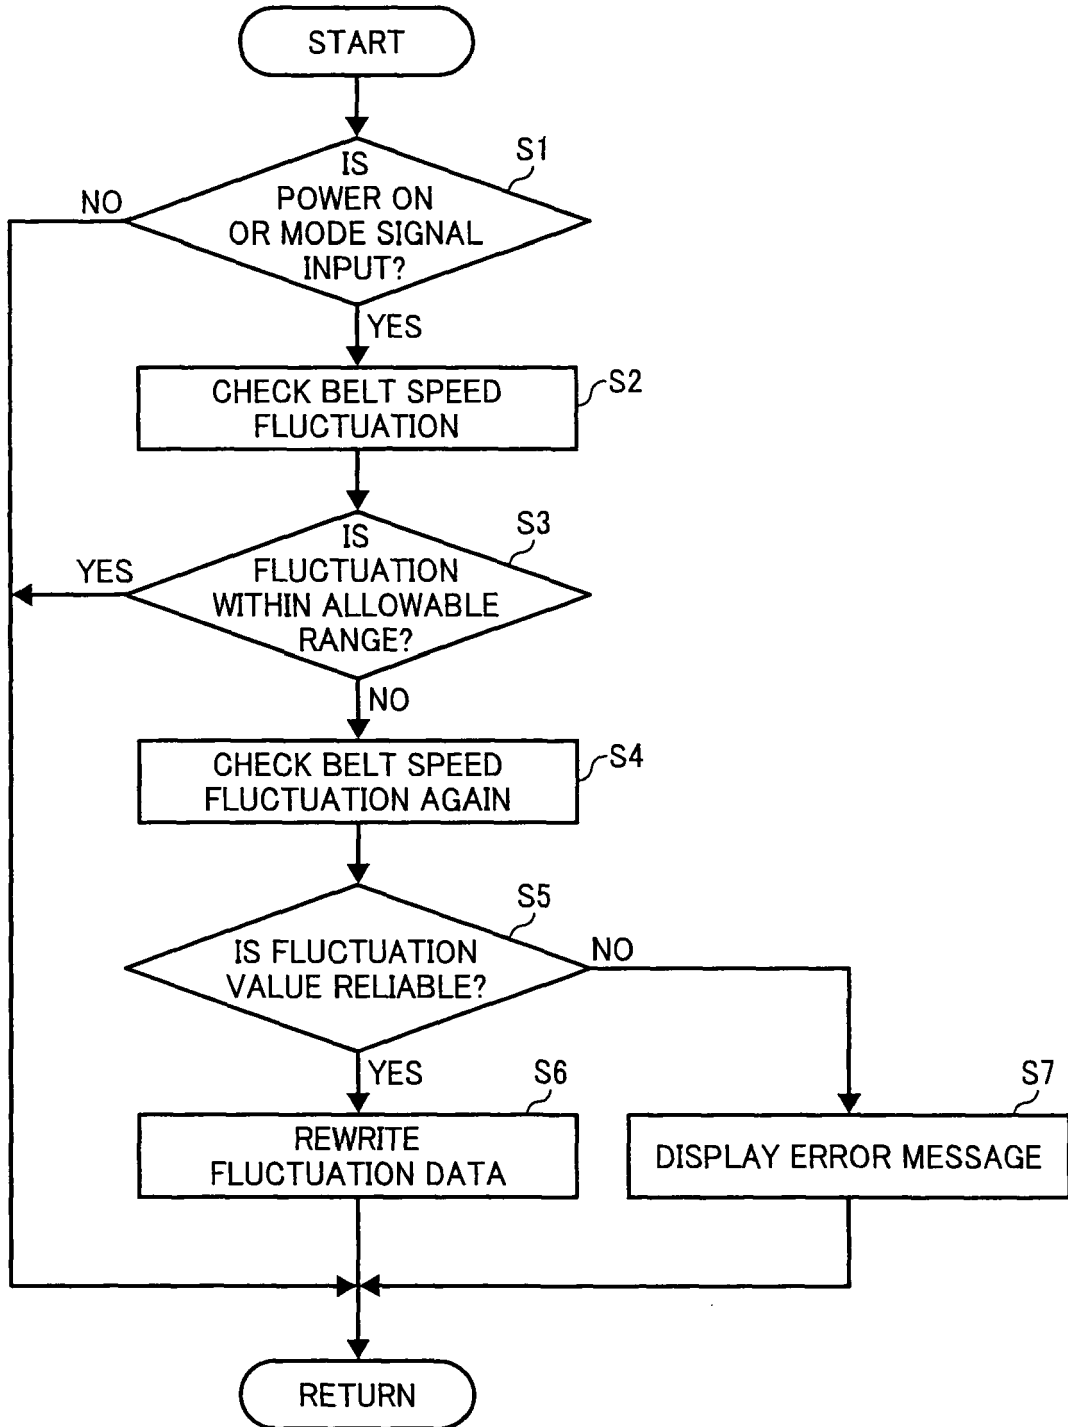 START
S1
IS
POWER ON
OR MODE SIGNAL
INPUT?
NO
YES
CHECK BELT SPEED
FLUCTUATION
S2
S3
IS
FLUCTUATION
WITHIN ALLOWABLE
RANGE?
YES
NO
CHECK BELT SPEED
FLUCTUATION AGAIN
S4
S5
IS FLUCTUATION
VALUE RELIABLE?
NO
YES
S6
REWRITE
FLUCTUATION DATA
S7
DISPLAY ERROR MESSAGE
RETURN